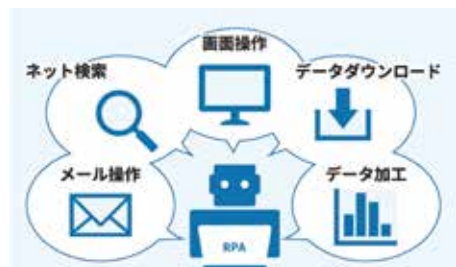 画面操作
ネット検索
データダウンロード
メール操作
データ加工
RPA